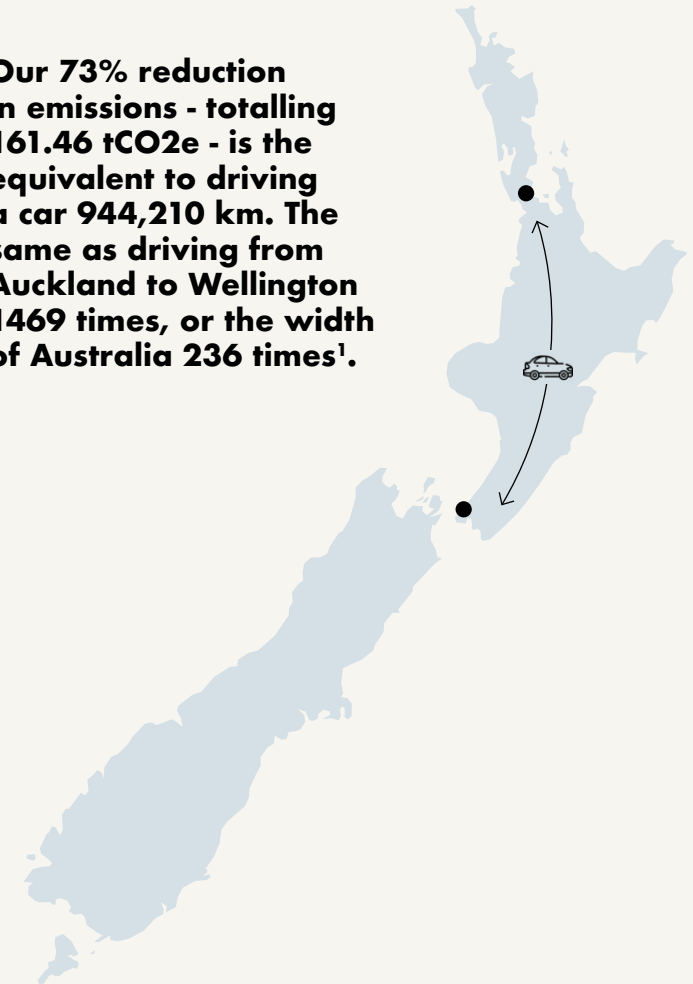 Our 73% reduction
in emissions - totalling
161.46 tCO2e - is the
equivalent to driving
a car 944,210 km. The
same as driving from
Auckland to Wellington
1469 times, or the width
of Australia 236 times¹.